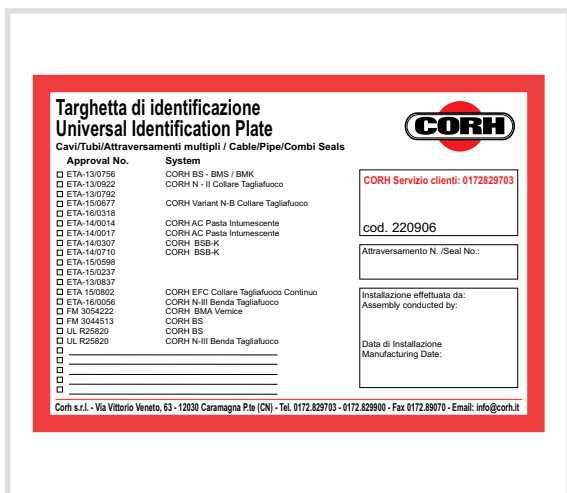 Targhetta di identificazione
Universal Identification Plate
Cavi/Tubi/Attraversamenti multipli / Cable/Pipe/Combi Seals
CORH
Approval No. System
ETA-13/0756 CORH BS - BMS / BMK
ETA-13/0922 CORH N - II Collare Tagliafuoco
ETA-13/0792
ETA-15/0677 CORH Variant N-B Collare Tagliafuoco
ETA-16/0318
ETA-14/0014 CORH AC Pasta Intumescente
ETA-14/0017 CORH AC Pasta Intumescente
ETA-14/0307 CORH BSB-K
ETA-14/0710 CORH BSB-K
ETA-15/0598
ETA-15/0237
ETA-13/0837
ETA 15/0802 CORH EFC Collare Tagliafuoco Continuo
ETA-16/0056 CORH N-III Benda Tagliafuoco
FM 3054222 CORH BMA Vernice
FM 3044513 CORH BS
UL R25820 CORH BS
UL R25820 CORH N-III Benda Tagliafuoco
CORH Servizio clienti: 0172829703
cod. 220906
Attraversamento N. /Seal No.:
Installazione effettuata da:
Assembly conducted by:
Data di Installazione
Manufacturing Date:
Corh s.r.l. - Via Vittorio Veneto, 63 - 12030 Caramagna P.te (CN) - Tel. 0172.829703 - 0172.829900 - Fax 0172.89070 - Email: info@corh.it